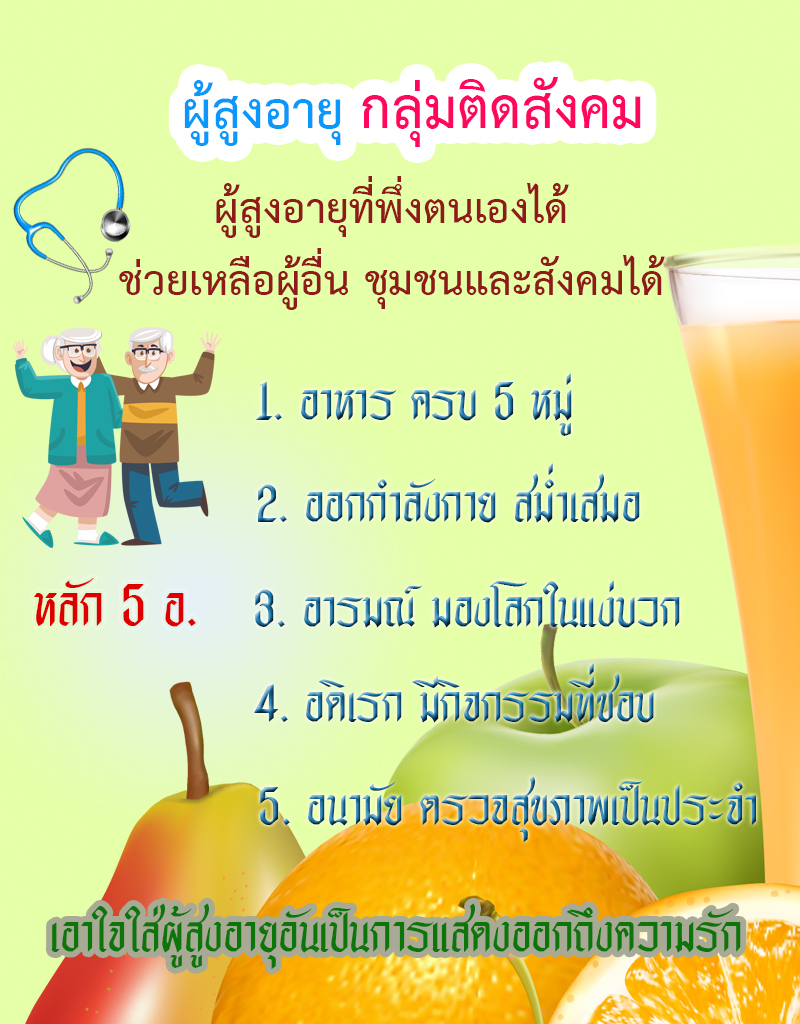 ผู้สูงอายุ กลุ่มติดสังคม
ผู้สูงอายุที่พึ่งตนเองได้
ช่วยเหลือผู้อื่น ชุมชนและสังคมได้
1. อาหาร ครบ 5 หมู่
2. ออกกำลังกาย สม่ำเสมอ
หลัก 5 อ.
3. อารมณ์ มองโลกในแง่บวก
4. อดิเรก มีกิจกรรมที่ชอบ
5. อนามัย ตรวจสุขภาพเป็นประจำ
เอาใจใส่ผู้สูงอายุอันเป็นการแสดงออกถึงความรัก